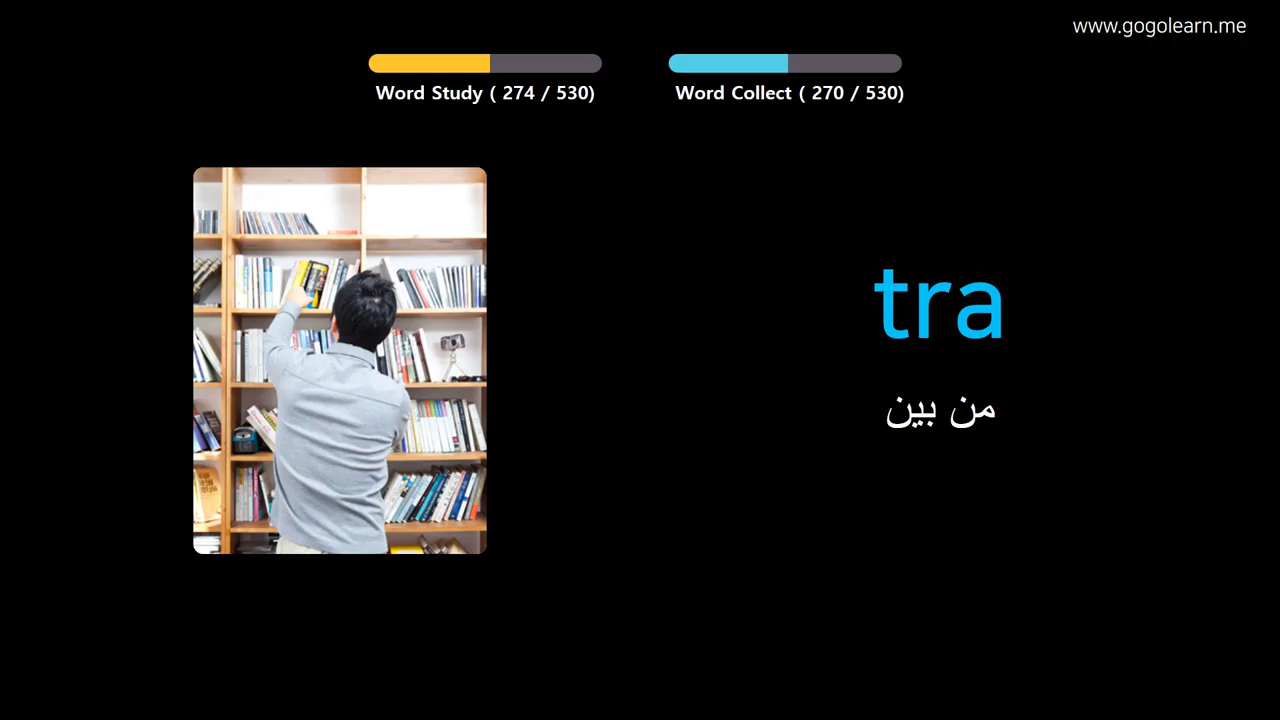 www.gogolearn.me
Word Study ( 274 / 530)
Word Collect ( 270 / 530)
tra
من بين